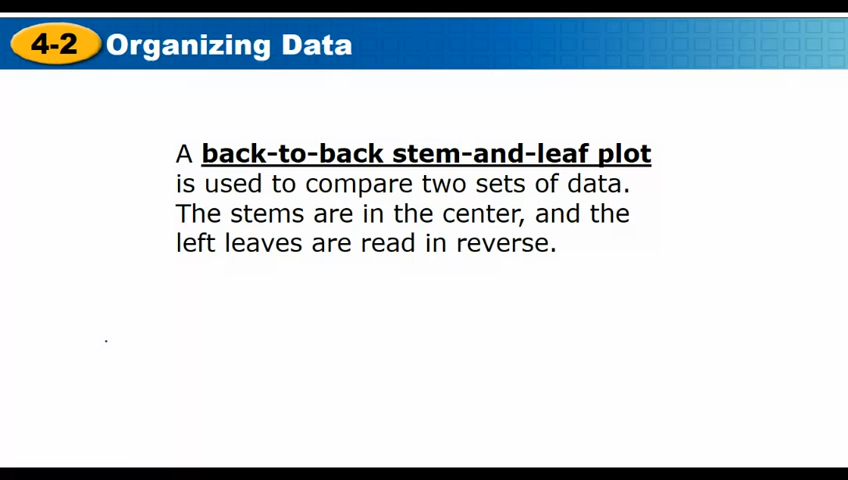 4-2 Organizing Data
A back-to-back stem-and-leaf plot
is used to compare two sets of data.
The stems are in the center, and the
left leaves are read in reverse.